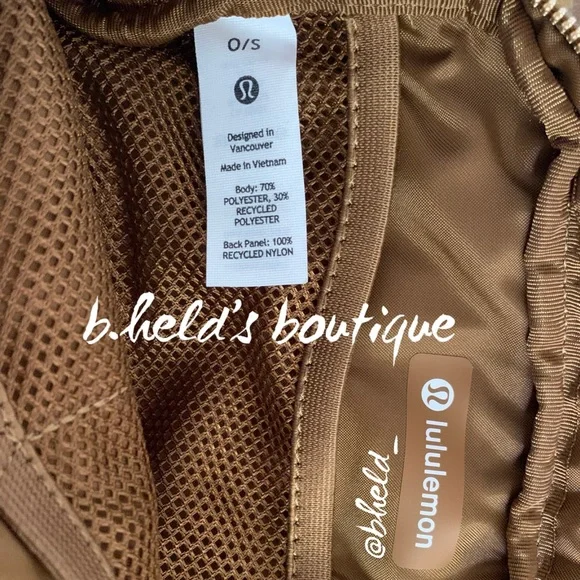 O/S
Designed in
Vancouver
Made in Vietnam
Body: 70%
POLYESTER, 30%
RECYCLED
POLYESTER
Back Panel: 100%
RECYCLED NYLON
b.held's boutique
@bheld_
lululemon